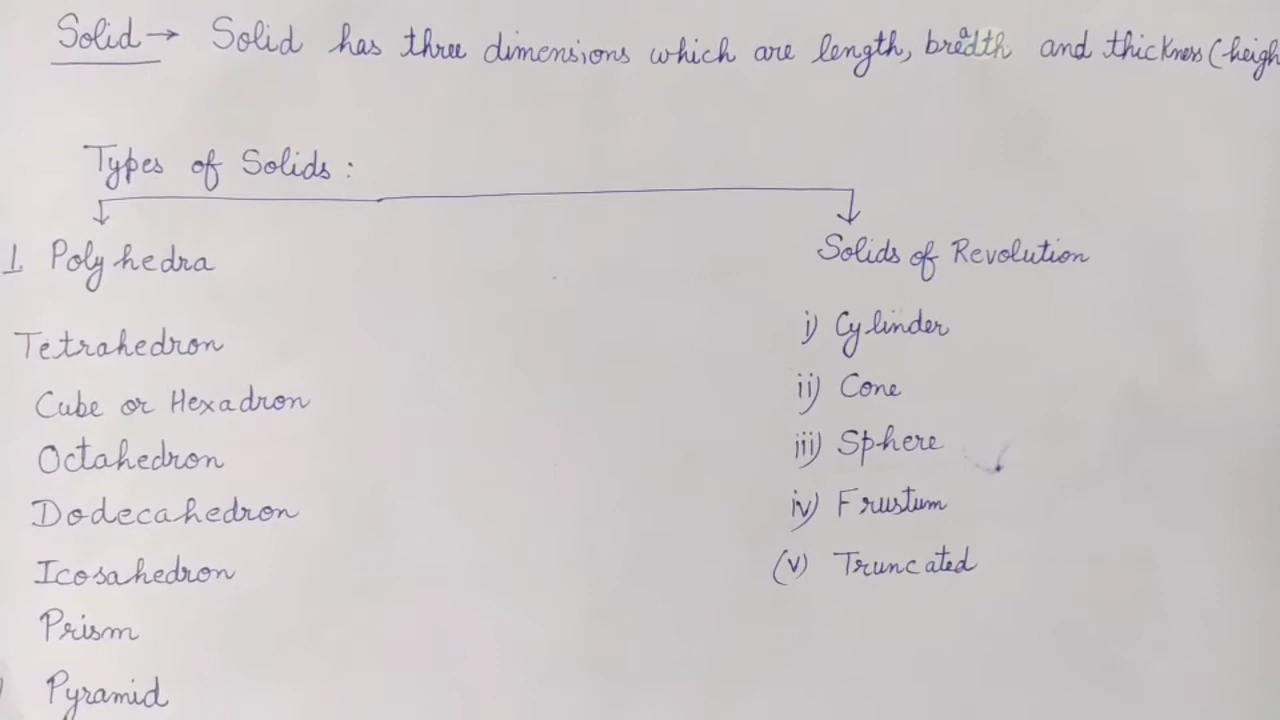 Solid → Solid has three dimensions which are length, breadth and thickness (heigh
Types of Solids :
1. Polyhedra
Tetrahedron
Cube or Hexadron
Octahedron
Dodecahedron
Icosahedron
Prism
Pyramid
Solids of Revolution
i) Cylinder
ii) Cone
iii) Sphere
iv) Frustum
(v) Truncated